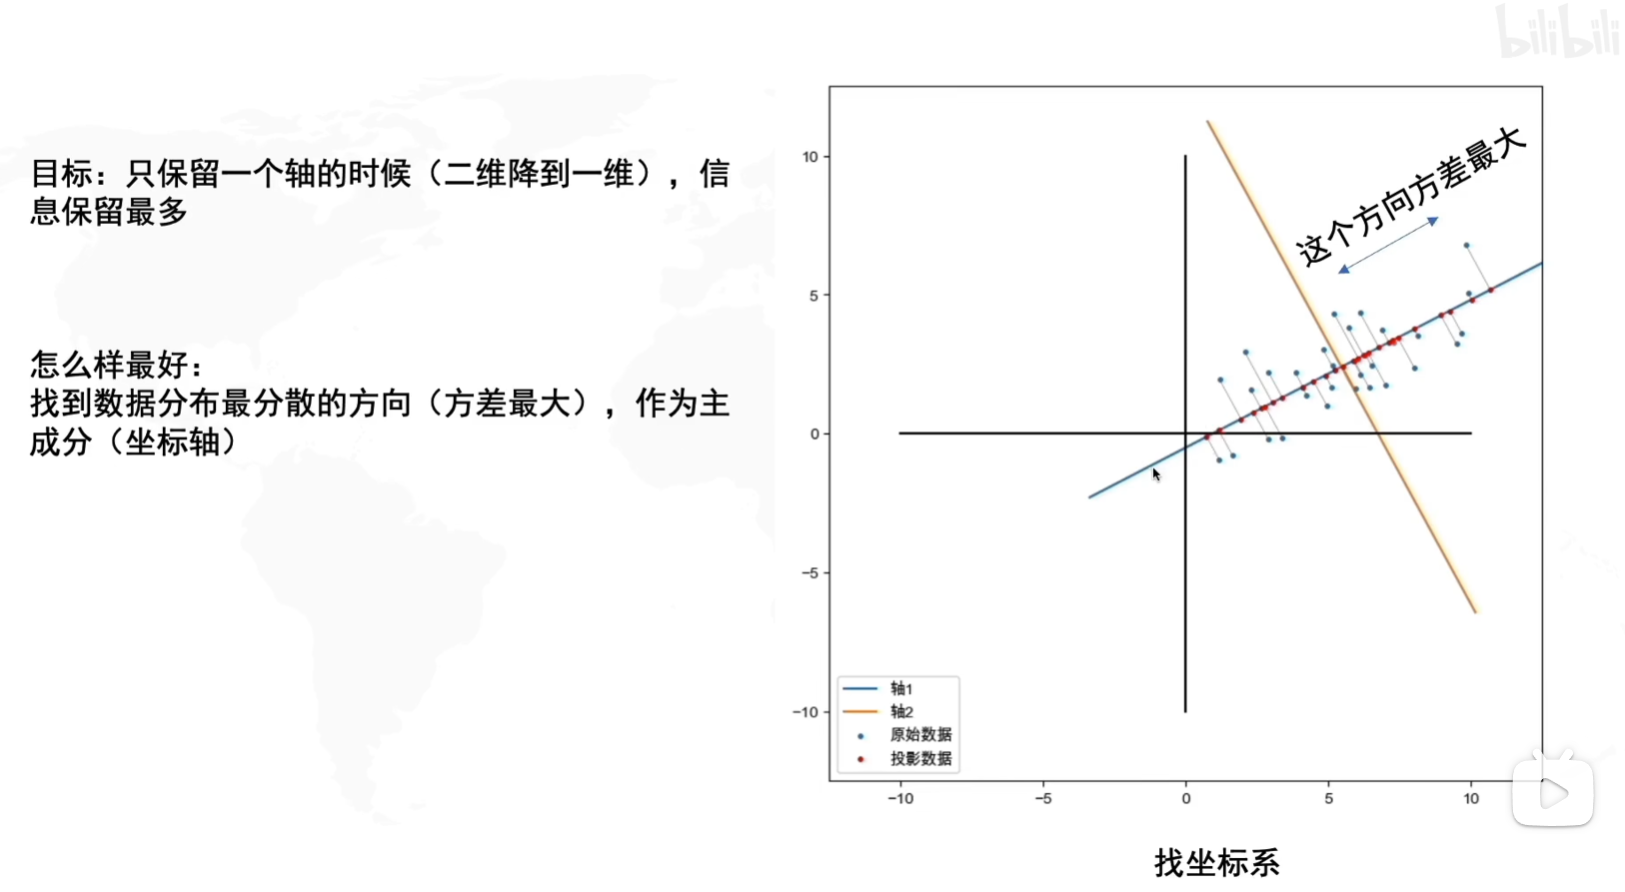 bilibili
目标：只保留一个轴的时候（二维降到一维），信
息保留最多
怎么样最好：
找到数据分布最分散的方向（方差最大），作为主
成分（坐标轴）
这个方向方差最大
10
5
0
−5
−10
轴1
轴2
原始数据
投影数据
−10
−5
0
5
10
找坐标系